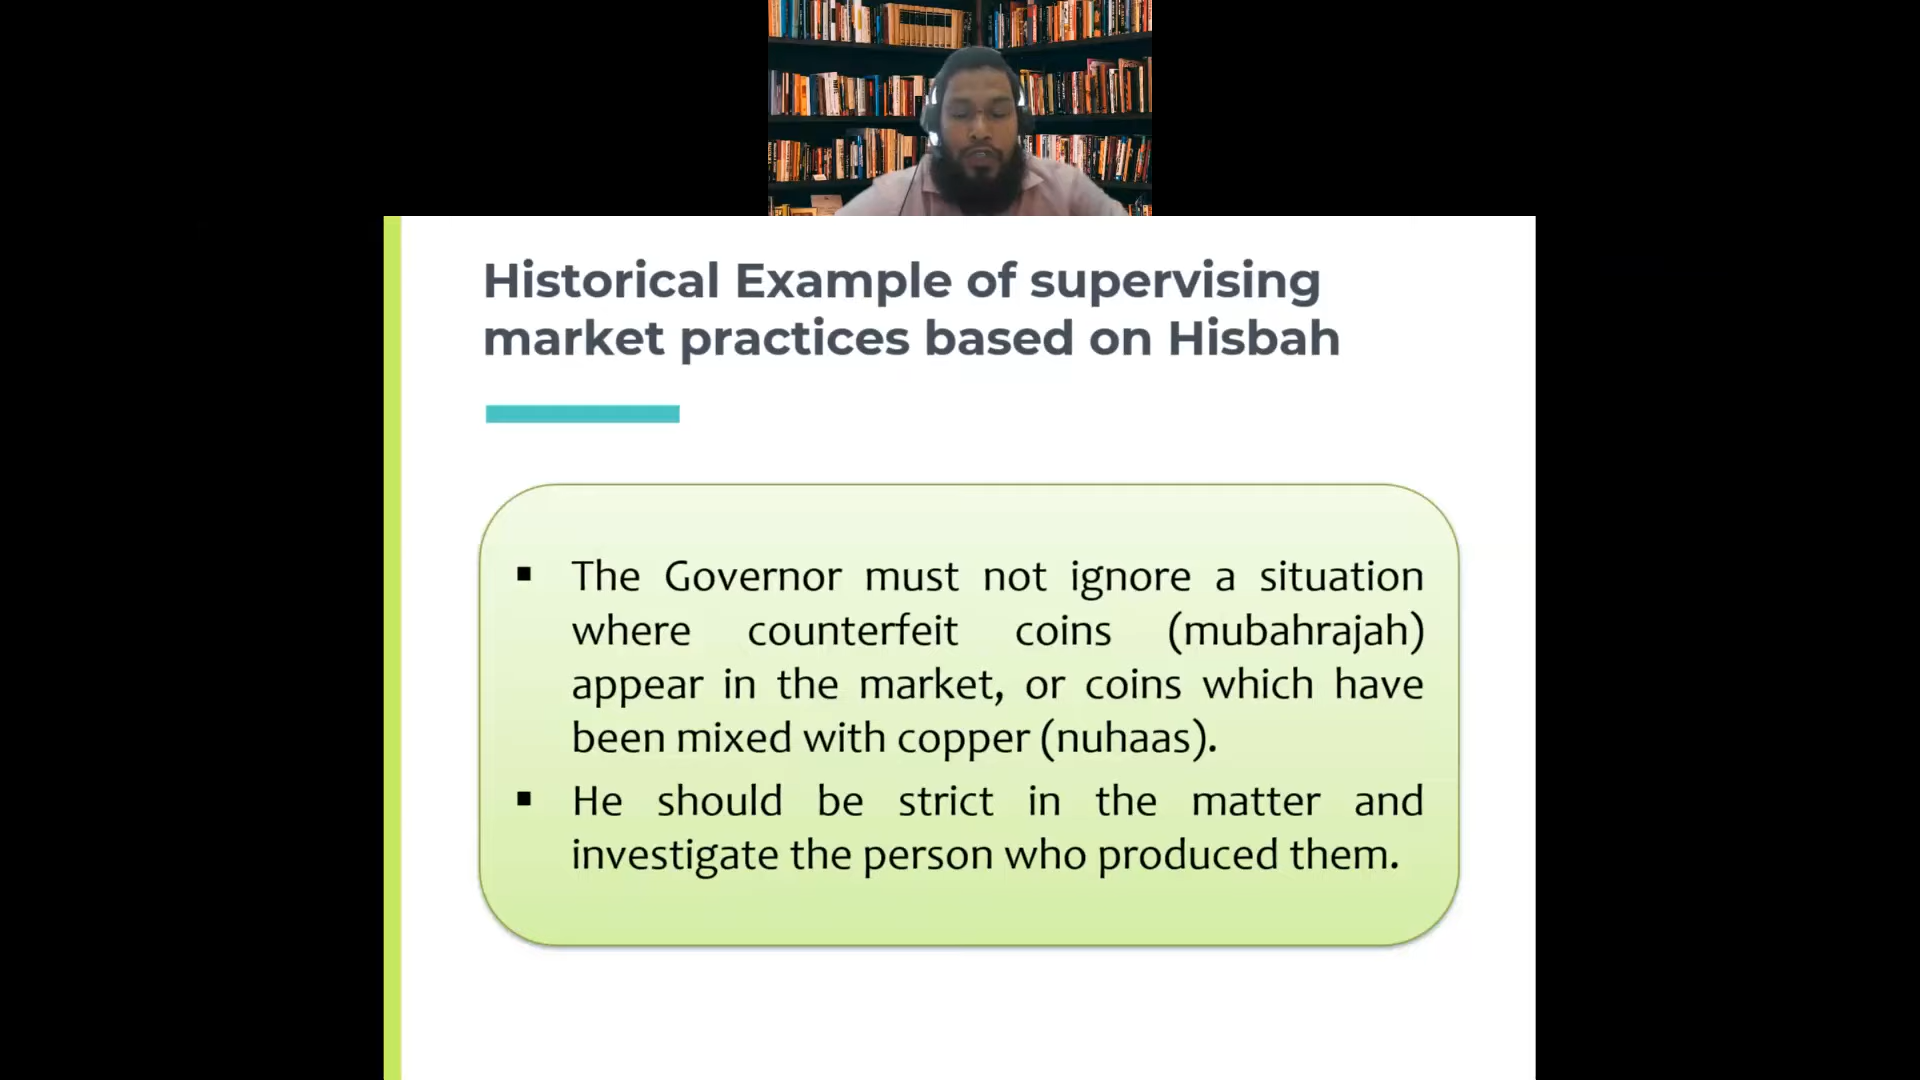 Historical Example of supervising
market practices based on Hisbah
▪ The Governor must not ignore a situation
where counterfeit coins (mubahrajah)
appear in the market, or coins which have
been mixed with copper (nuhaas).
▪ He should be strict in the matter and
investigate the person who produced them.